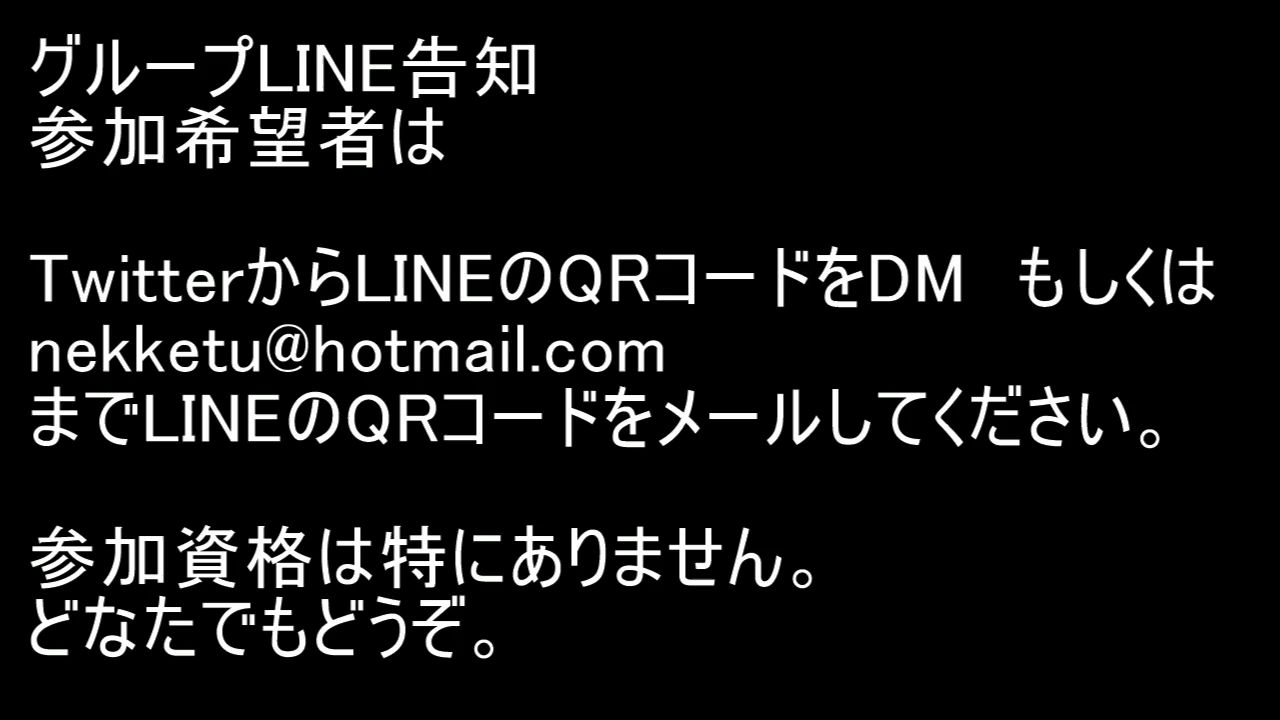 グループLINE告知
参加希望者は
TwitterからLINEのQRコードをDM　もしくは
nekketu@hotmail.com
までLINEのQRコードをメールしてください。
参加資格は特にありません。
どなたでもどうぞ。